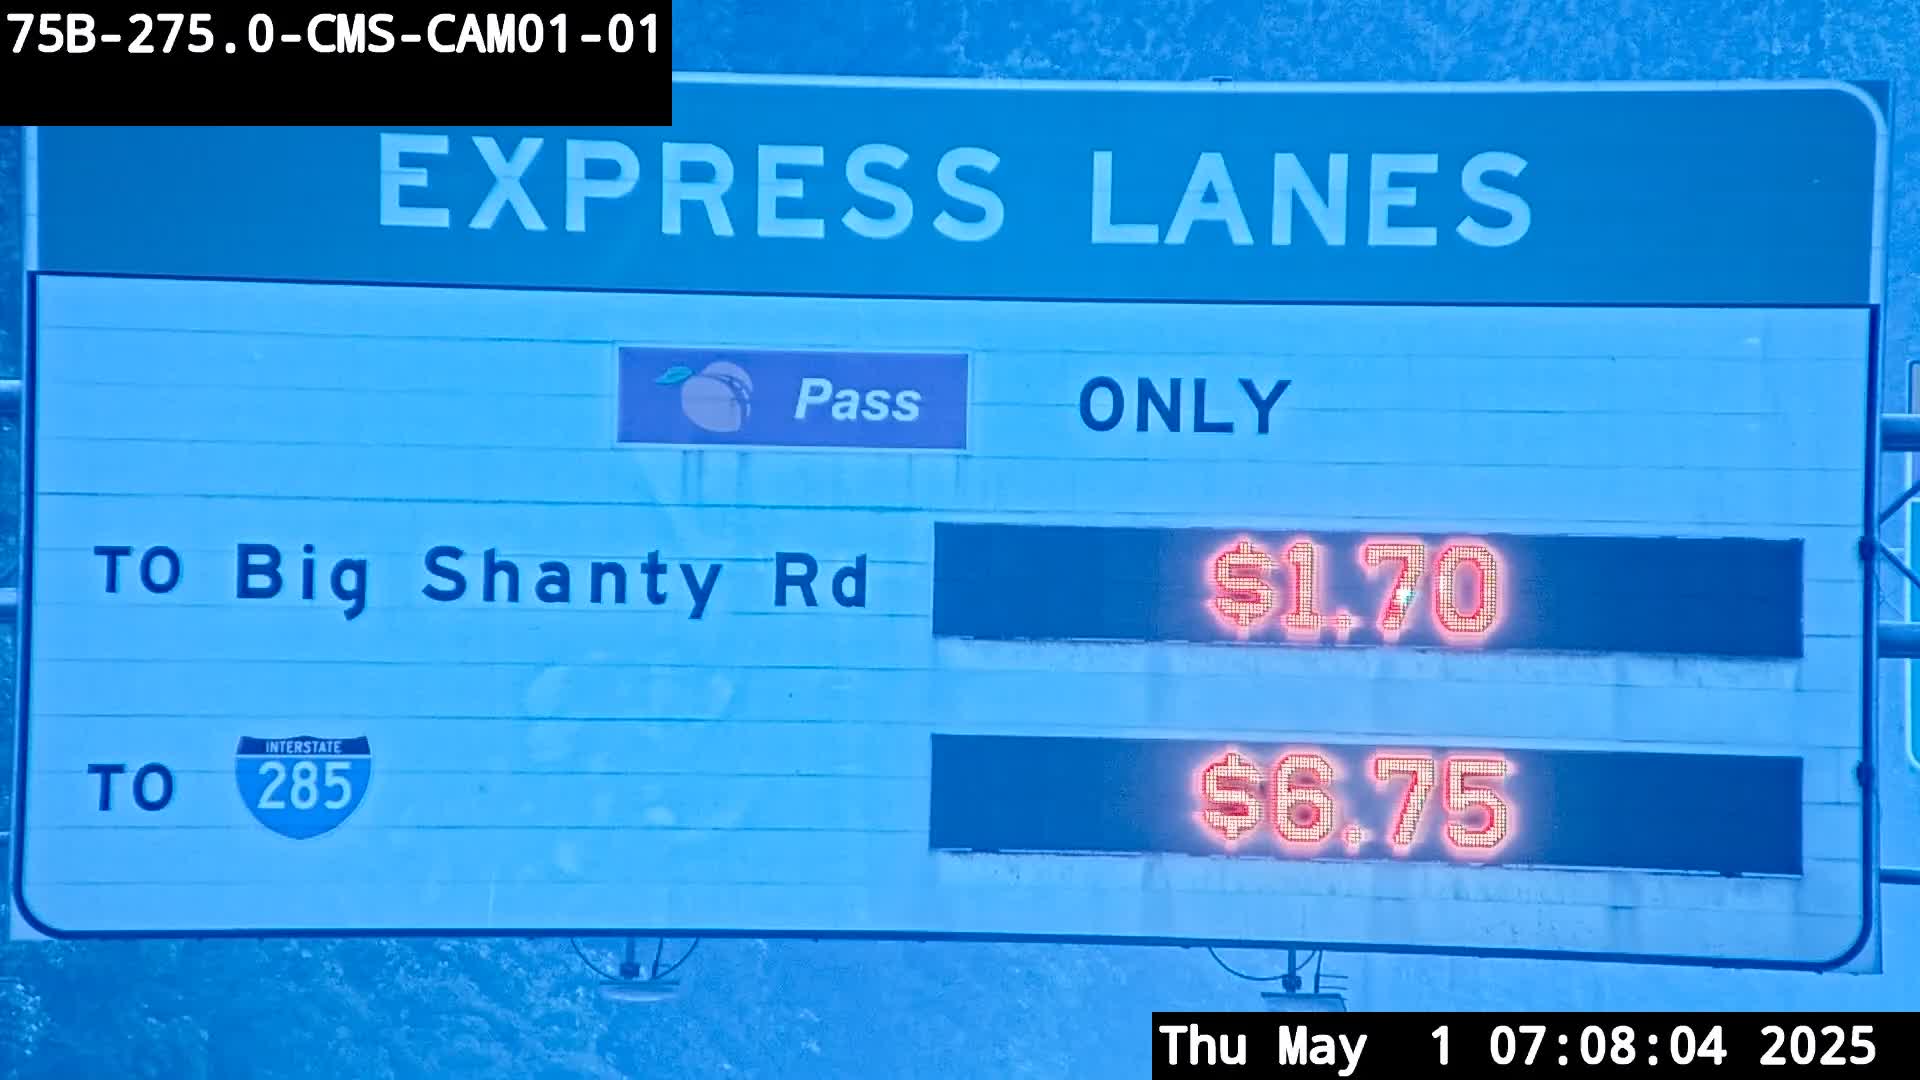 75B-275.0-CMS-CAM01-01
EXPRESS LANES
Pass ONLY
TO Big Shanty Rd $1.70
TO INTERSTATE 285 $6.75
Thu May 1 07:08:04 2025